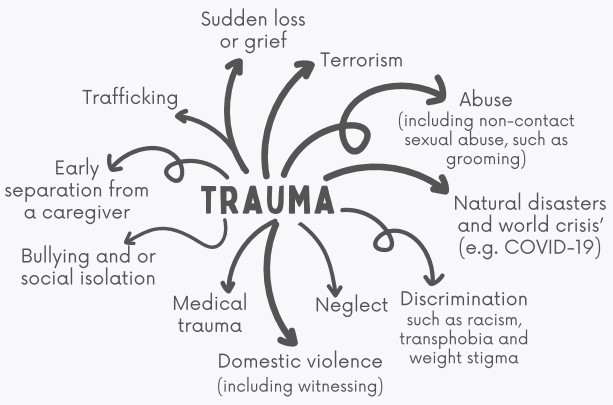 Sudden loss
or grief
Terrorism
Trafficking
Abuse
(including non-contact
sexual abuse, such as
grooming)
Early
separation from
a caregiver
TRAUMA
Natural disasters
and world crisis'
(e.g. COVID-19)
Bullying and or
social isolation
Medical
trauma
Neglect
Discrimination
such as racism,
transphobia and
weight stigma
Domestic violence
(including witnessing)